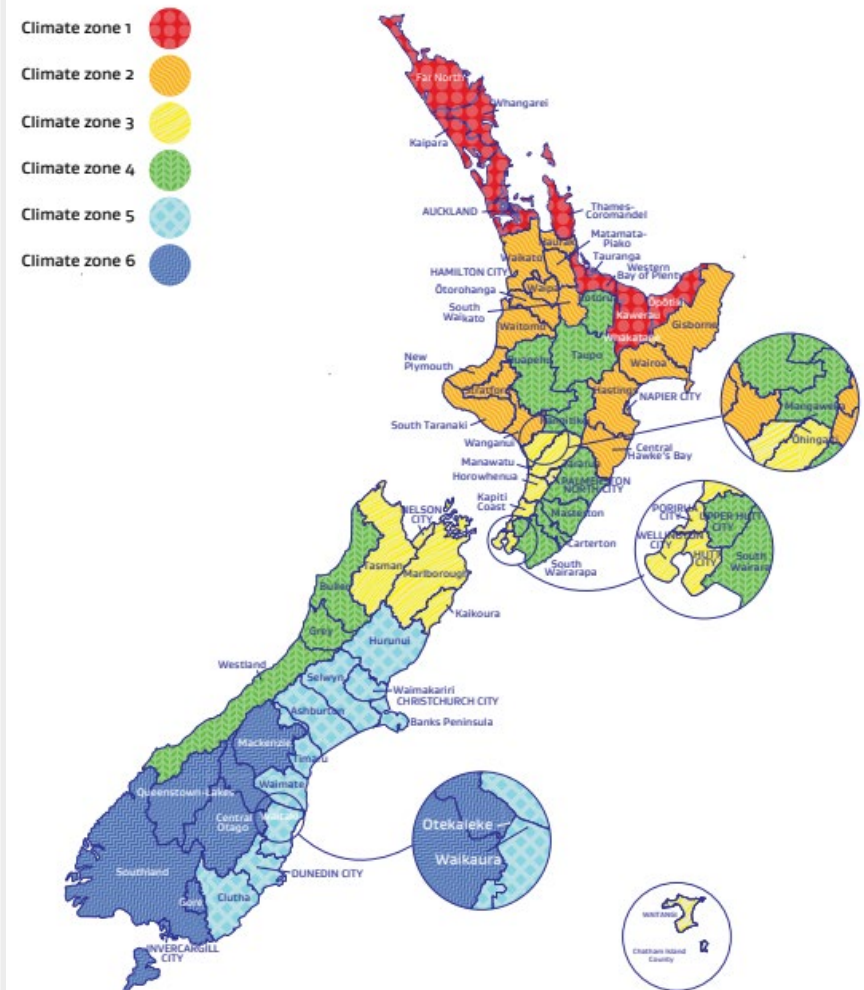 Climate zone 1
Climate zone 2
Climate zone 3
Climate zone 4
Climate zone 5
Climate zone 6
Far North
Whangarei
Kaipara
AUCKLAND
Thames-
Coromandel
Hauraki
Matamata-
Piako
Waikato
Tauranga
HAMILTON CITY
Western
Bay of Plenty
Waipa
Ōtorohanga
Rotorua
Ōpōtiki
South
Waikato
Kawerau
Gisborne
Waitomo
Whakatane
New
Plymouth
Ruapehu
Taupo
Wairoa
Stratford
Hastings
NAPIER CITY
South Taranaki
Rangitikei
Wanganui
Central
Hawke's Bay
Manawatu
Tararua
Horowhenua
PALMERSTON
NORTH CITY
Kapiti
Coast
Masterton
Carterton
South
Wairarapa
Mangaweka
Ōhingaiti
PORIRUA
CITY
UPPER HUTT
CITY
WELLINGTON
CITY
HUTT
CITY
South
Wairara
NELSON
CITY
Tasman
Marlborough
Buller
Kaikoura
Grey
Hurunui
Westland
Selwyn
Waimakariri
CHRISTCHURCH CITY
Ashburton
Banks Peninsula
Mackenzie
Timaru
Queenstown-Lakes
Waimate
Central
Otago
Waitaki
Otekaieke
Waikaura
Southland
DUNEDIN CITY
Gore
Clutha
INVERCARGILL
CITY
WAITANGI
Chatham Island
County